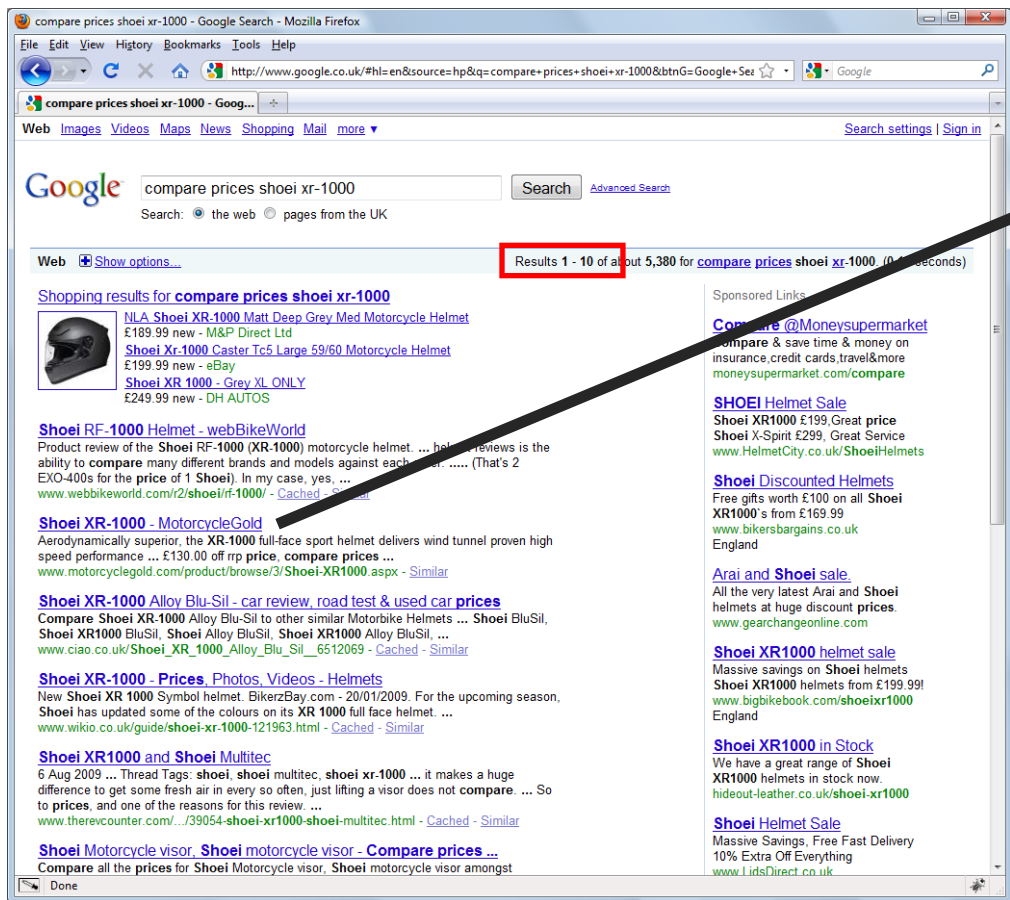 compare prices shoei xr-1000 - Google Search - Mozilla Firefox
File Edit View History Bookmarks Tools Help
http://www.google.co.uk/#hl=en&source=hp&q=compare+prices+shoei+xr-1000&btnG=Google+Sea
Google
compare prices shoei xr-1000 - Goog...
Web Images Videos Maps News Shopping Mail more ▼
Search settings | Sign in
Google
compare prices shoei xr-1000
Search
Advanced Search
Search: the web pages from the UK
Web Show options...
Results 1 - 10 of about 5,380 for compare prices shoei xr-1000. seconds)
Shopping results for compare prices shoei xr-1000
NLA Shoei XR-1000 Matt Deep Grey Med Motorcycle Helmet
£189.99 new - M&P Direct Ltd
Shoei Xr-1000 Caster Tc5 Large 59/60 Motorcycle Helmet
£199.99 new - eBay
Shoei XR 1000 - Grey XL ONLY
£249.99 new - DH AUTOS
Shoei RF-1000 Helmet - webBikeWorld
Product review of the Shoei RF-1000 (XR-1000) motorcycle helmet. ... reviews is the
ability to compare many different brands and models against each ..... (That's 2
EXO-400s for the price of 1 Shoei). In my case, yes, ...
www.webbikeworld.com/r2/shoei/rf-1000/ - Cached - Similar
Shoei XR-1000 - MotorcycleGold
Aerodynamically superior, the XR-1000 full-face sport helmet delivers wind tunnel proven high
speed performance ... £130.00 off rrp price, compare prices ...
www.motorcyclegold.com/product/browse/3/Shoei-XR1000.aspx - Similar
Shoei XR-1000 Alloy Blu-Sil - car review, road test & used car prices
Compare Shoei XR-1000 Alloy Blu-Sil to other similar Motorbike Helmets ... Shoei BluSil,
Shoei XR1000 BluSil, Shoei Alloy BluSil, Shoei XR1000 Alloy BluSil, ...
www.ciao.co.uk/Shoei_XR_1000_Alloy_Blu_Sil__6512069 - Cached - Similar
Shoei XR-1000 - Prices, Photos, Videos - Helmets
New Shoei XR 1000 Symbol helmet. BikerzBay.com - 20/01/2009. For the upcoming season,
Shoei has updated some of the colours on its XR 1000 full face helmet. ...
www.wikio.co.uk/guide/shoei-xr-1000-121963.html - Cached - Similar
Shoei XR1000 and Shoei Multitec
6 Aug 2009 ... Thread Tags: shoei, shoei multitec, shoei xr-1000 ... it makes a huge
difference to get some fresh air in every so often, just lifting a visor does not compare. ... So
to prices, and one of the reasons for this review. ...
www.therevcounter.com/.../39054-shoei-xr1000-shoei-multitec.html - Cached - Similar
Shoei Motorcycle visor, Shoei motorcycle visor - Compare prices ...
Compare all the prices for Shoei Motorcycle visor, Shoei motorcycle visor amongst
Sponsored Links
Compare @Moneysupermarket
Compare & save time & money on
insurance,credit cards,travel&more
moneysupermarket.com/compare
SHOEI Helmet Sale
Shoei XR1000 £199,Great price
Shoei X-Spirit £299, Great Service
www.HelmetCity.co.uk/ShoeiHelmets
Shoei Discounted Helmets
Free gifts worth £100 on all Shoei
XR1000`s from £169.99
www.bikersbargains.co.uk
England
Arai and Shoei sale.
All the very latest Arai and Shoei
helmets at huge discount prices.
www.gearchangeonline.com
Shoei XR1000 helmet sale
Massive savings on Shoei helmets
Shoei XR1000 helmets from £199.99!
www.bigbikebook.com/shoeixr1000
England
Shoei XR1000 in Stock
We have a great range of Shoei
XR1000 helmets in stock now.
hideout-leather.co.uk/shoei-xr1000
Shoei Helmet Sale
Massive Savings, Free Fast Delivery
10% Extra Off Everything
www.LidsDirect.co.uk
Done